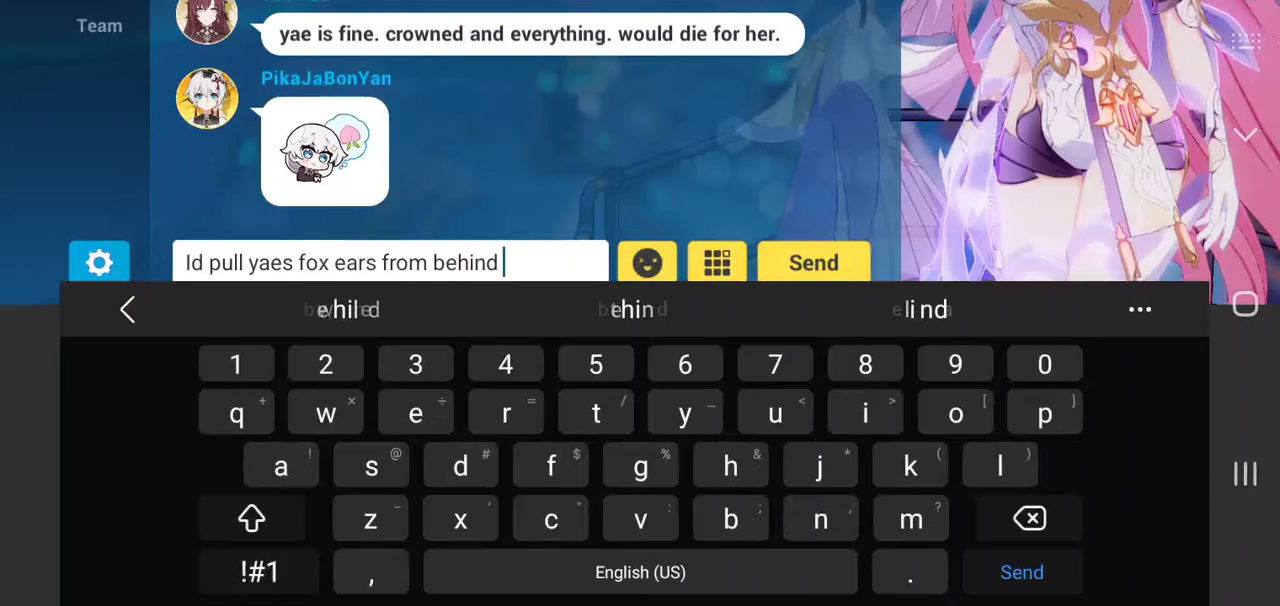 Team
yae is fine. crowned and everything. would die for her.
PikaJaBonYan
Id pull yaes fox ears from behind
Send
1 2 3 4 5 6 7 8 9 0
q + w × e ÷ r = t / y _ u < i > o [ p ]
a ! s @ d # f $ g % h & j * k ( l )
z - x ' c " v : b ; n , m ?
!#1 , English (US) . Send